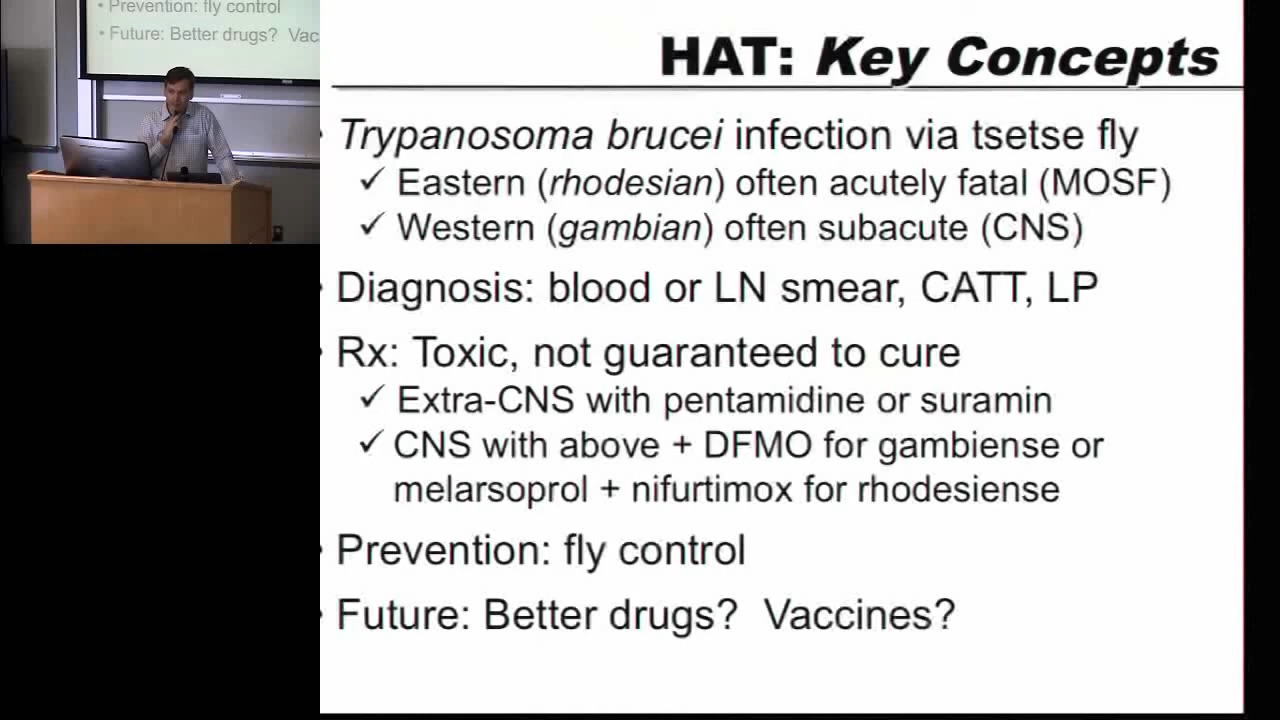 • Prevention: fly control
• Future: Better drugs? Vac
HAT: Key Concepts
• Trypanosoma brucei infection via tsetse fly
✓ Eastern (rhodesian) often acutely fatal (MOSF)
✓ Western (gambian) often subacute (CNS)
• Diagnosis: blood or LN smear, CATT, LP
• Rx: Toxic, not guaranteed to cure
✓ Extra-CNS with pentamidine or suramin
✓ CNS with above + DFMO for gambiense or
melarsoprol + nifurtimox for rhodesiense
• Prevention: fly control
• Future: Better drugs? Vaccines?